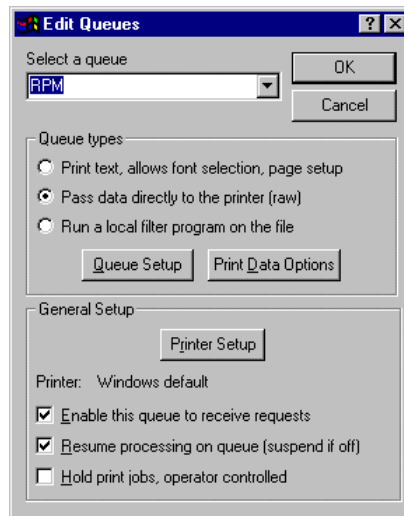 Edit Queues
Select a queue
RPM
OK
Cancel
Queue types
Print text, allows font selection, page setup
Pass data directly to the printer (raw)
Run a local filter program on the file
Queue Setup
Print Data Options
General Setup
Printer Setup
Printer: Windows default
Enable this queue to receive requests
Resume processing on queue (suspend if off)
Hold print jobs, operator controlled